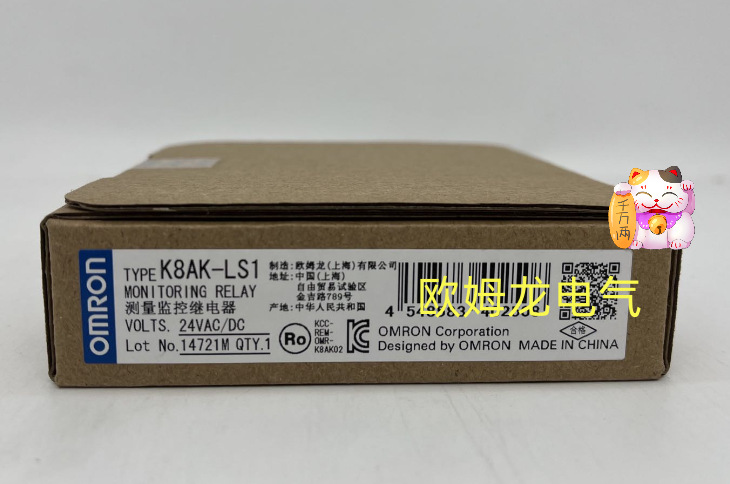 OMRON
TYPE K8AK-LS1
MONITORING RELAY
测量监控继电器
VOLTS. 24VAC/DC
Lot No.14721M QTY.1
制造:欧姆龙(上海)有限公司
地址:中国(上海)
自由贸易试验区
金吉路789号
产地:中华人民共和国
Ro
KCC-
REM-
OMR-
K8AK02
欧姆龙电气
合格
OMRON Corporation
Designed by OMRON MADE IN CHINA
千万两